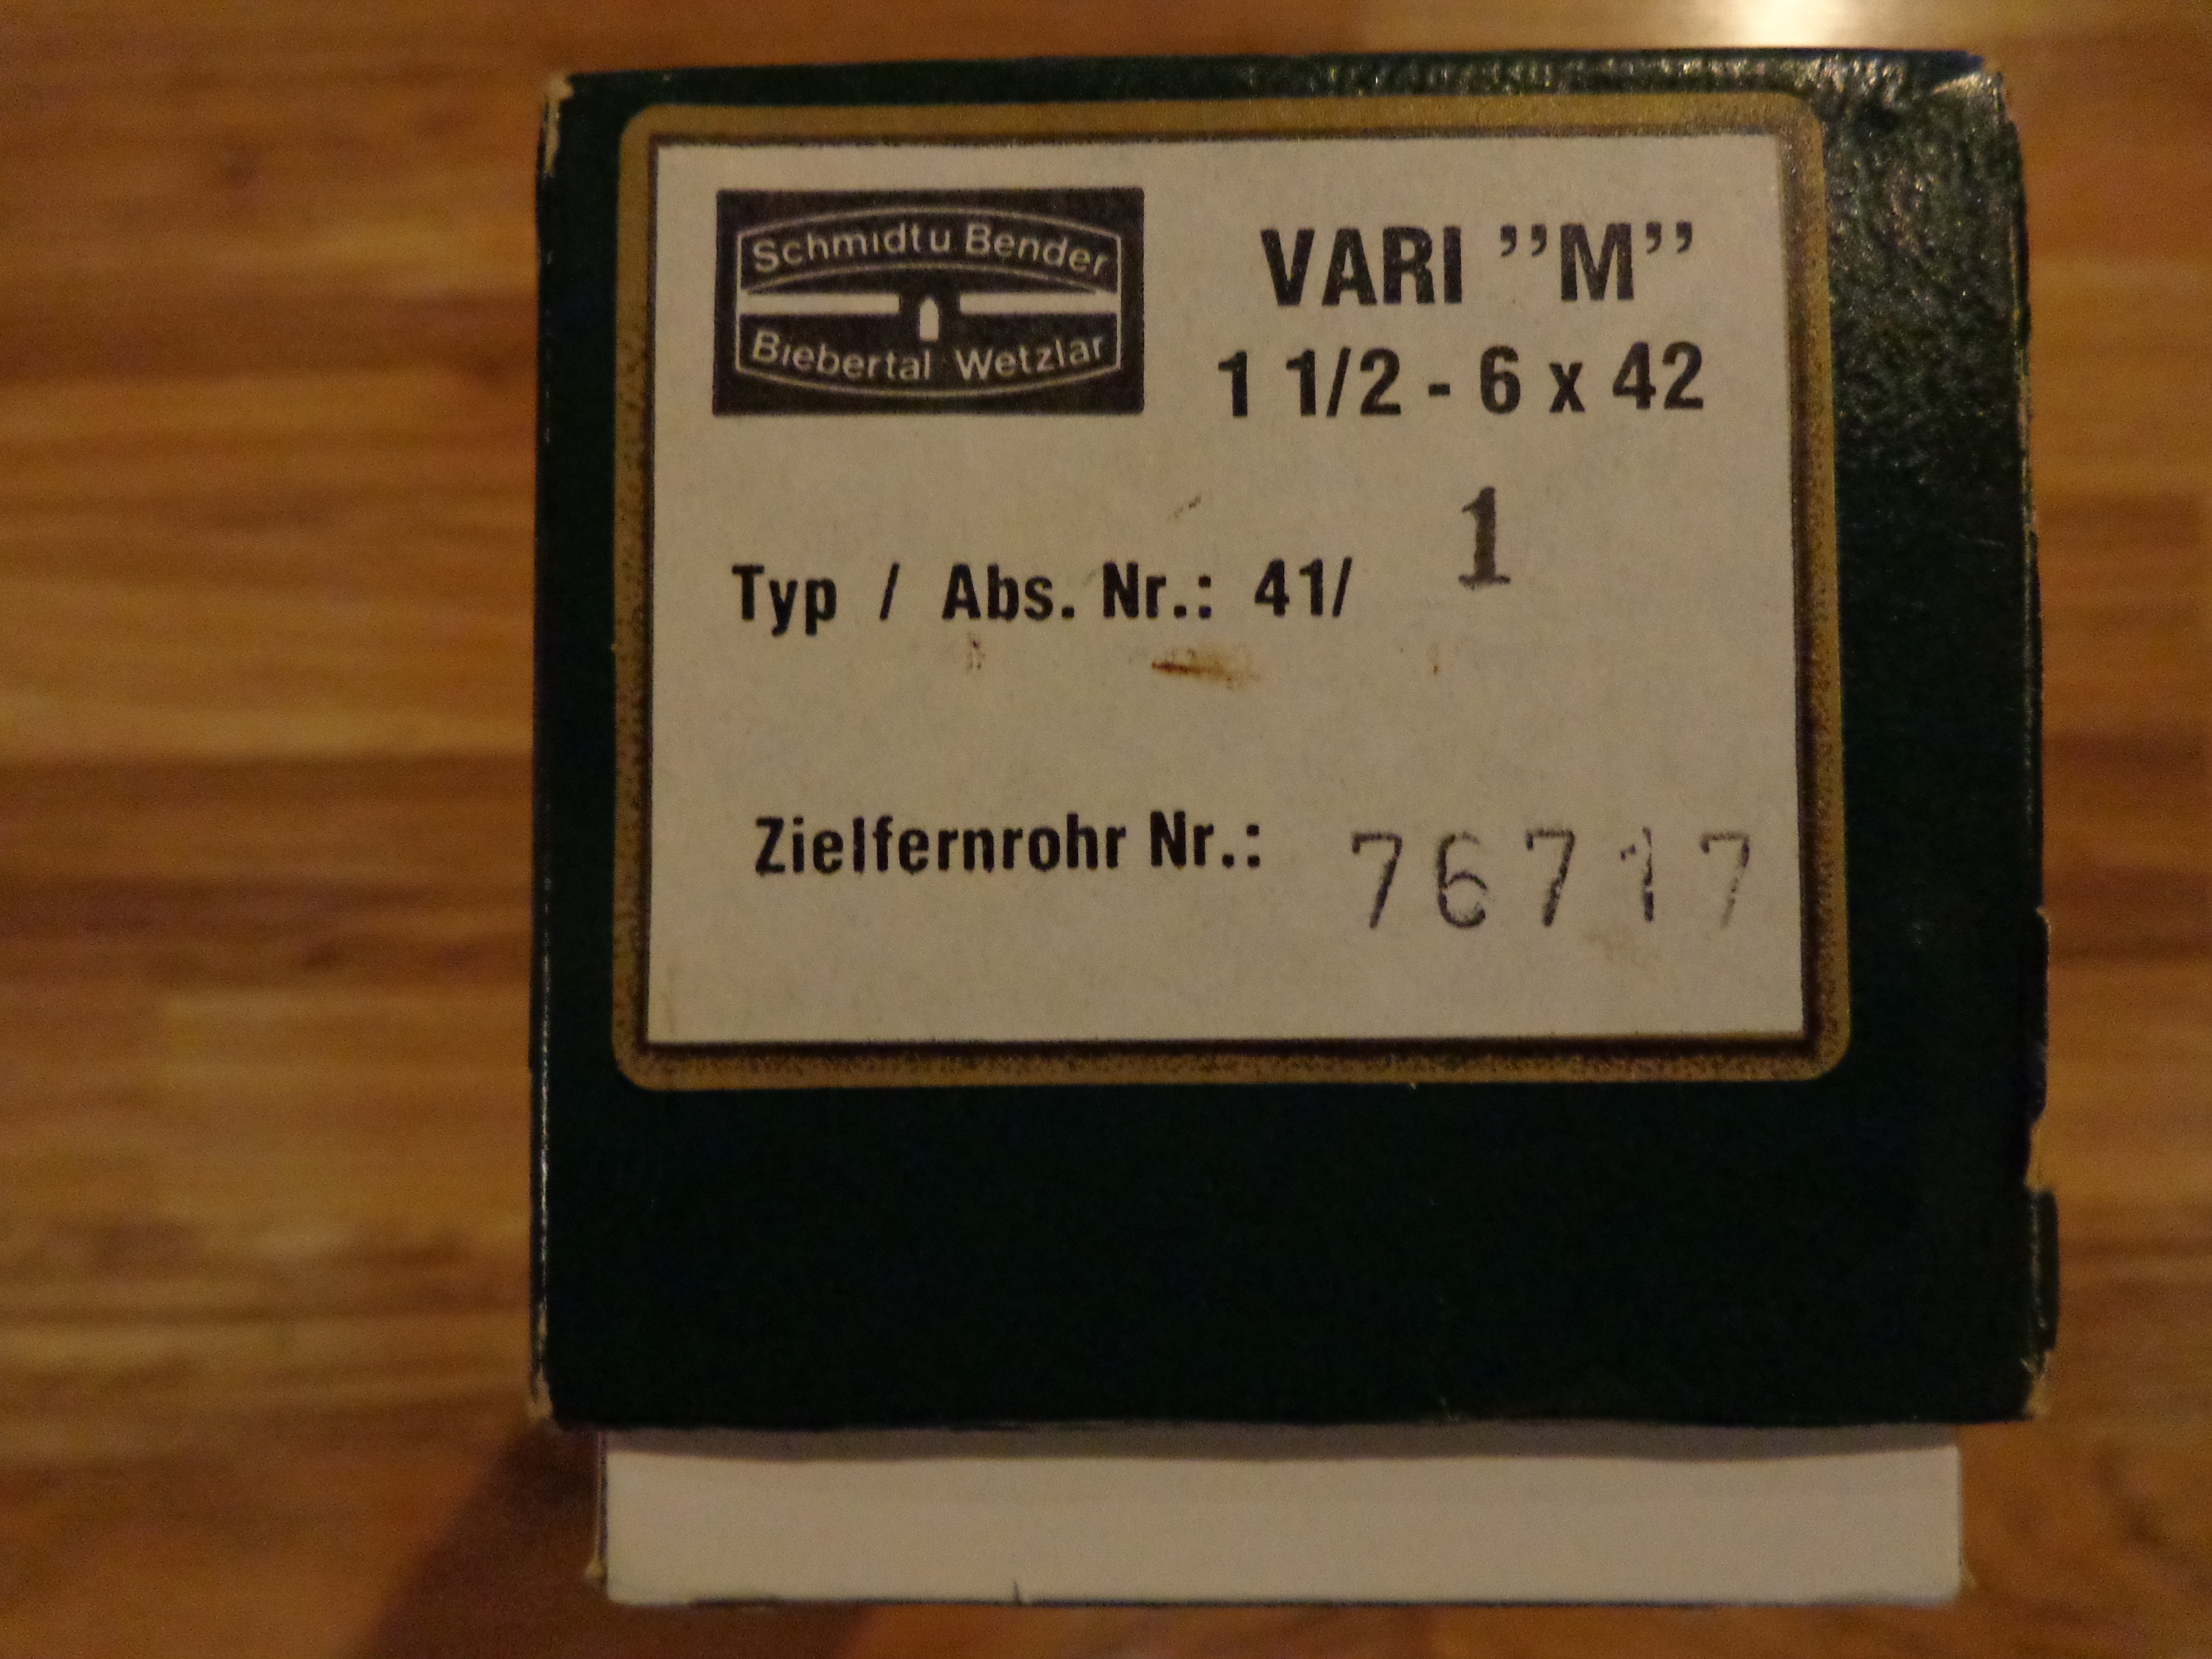 Schmidt u. Bender
Biebertal Wetzlar
VARI ”M”
1 1/2 - 6 x 42
Typ / Abs. Nr.: 41/ 1
Zielfernrohr Nr.: 76717